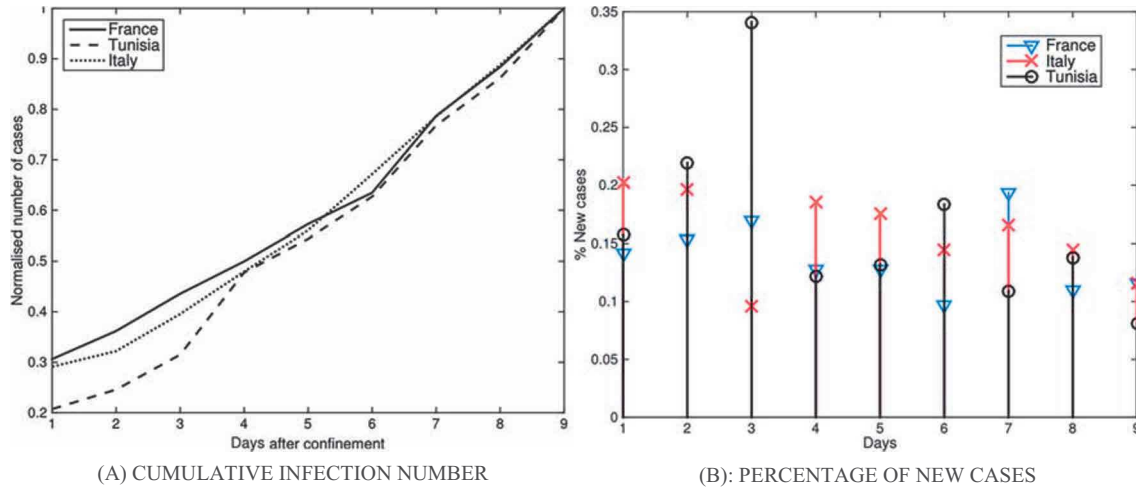 1
0.9
0.8
0.7
0.6
0.5
0.4
0.3
0.2
Normalised number of cases
France
Tunisia
Italy
1 2 3 4 5 6 7 8 9
Days after confinement
(A) CUMULATIVE INFECTION NUMBER
0.35
0.3
0.25
0.2
0.15
0.1
0.05
0
% New cases
France
Italy
Tunisia
1 2 3 4 5 6 7 8 9
Days
(B): PERCENTAGE OF NEW CASES